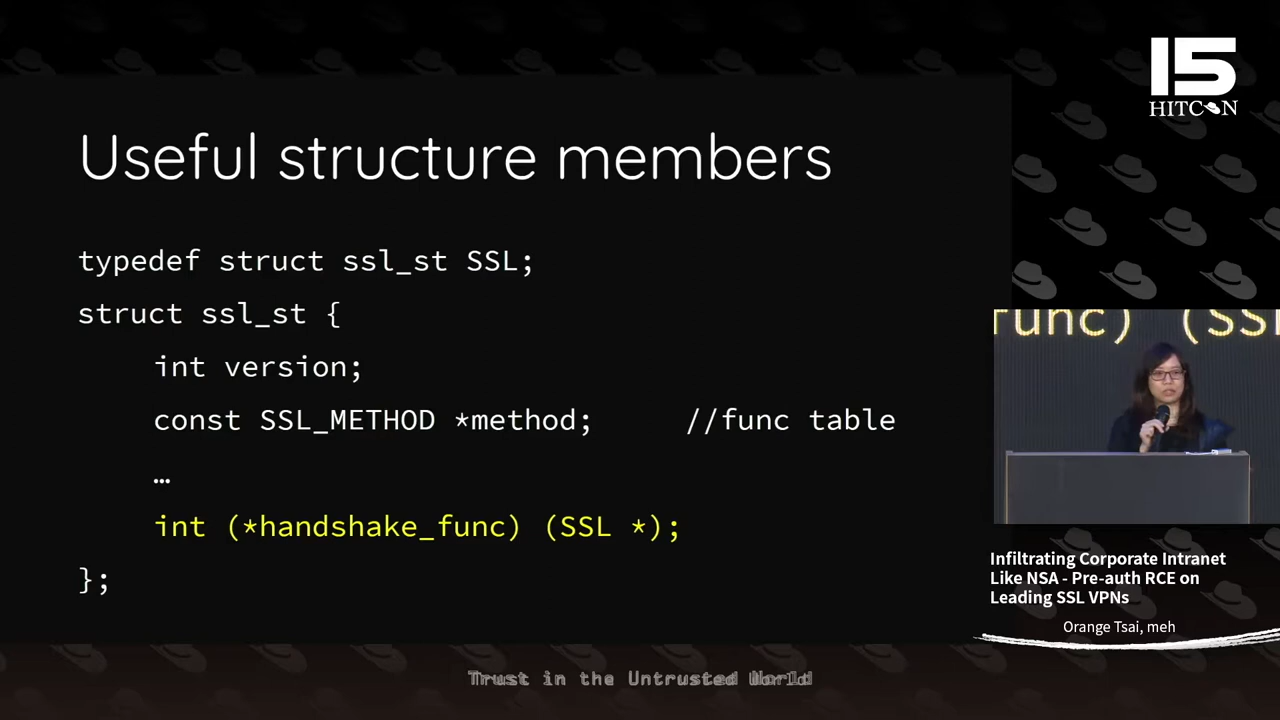 15
HITCON
Useful structure members
typedef struct ssl_st SSL;
struct ssl_st {
int version;
const SSL_METHOD *method; //func table
…
int (*handshake_func) (SSL *);
};
func) (SS
Infiltrating Corporate Intranet
Like NSA - Pre-auth RCE on
Leading SSL VPNs
Orange Tsai, meh
Trust in the Untrusted World